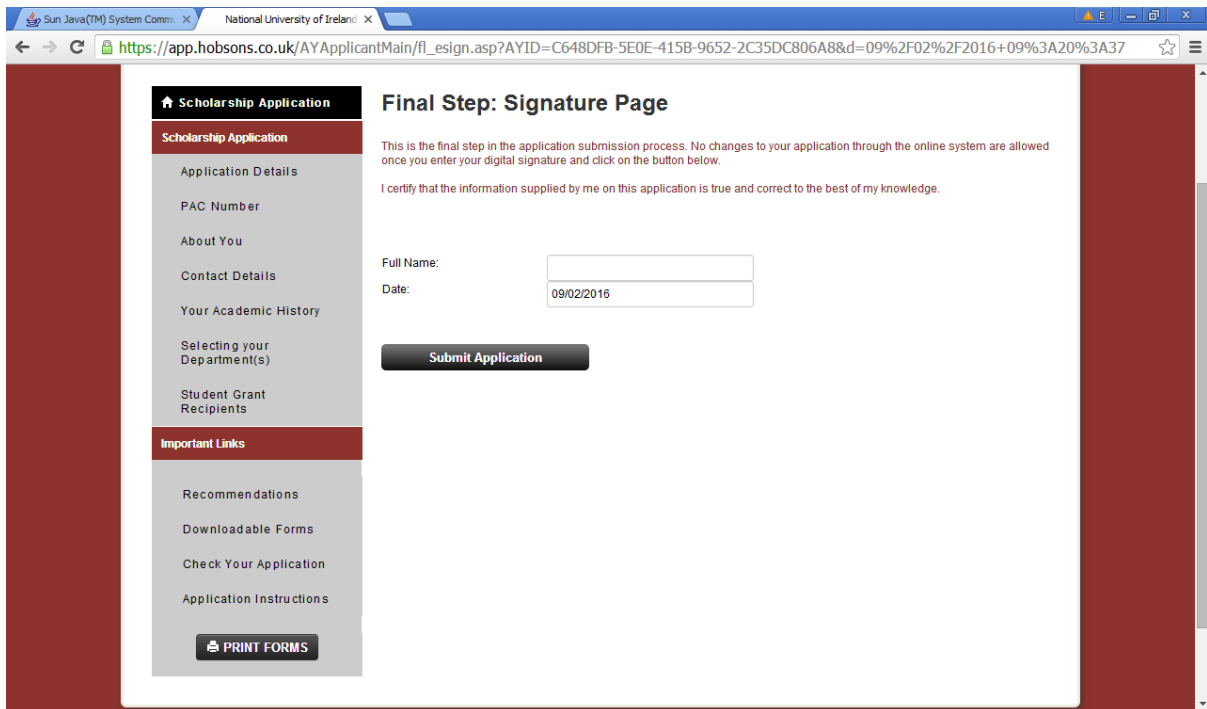 Sun Java(TM) System Commu
National University of Ireland
E
https://app.hobsons.co.uk/AYApplicantMain/fl_esign.asp?AYID=C648DFB-5E0E-415B-9652-2C35DC806A8&d=09%2F02%2F2016+09%3A20%3A37
Scholarship Application
Scholarship Application
Application Details
PAC Number
About You
Contact Details
Your Academic History
Selecting your
Department(s)
Student Grant
Recipients
Important Links
Recommendations
Downloadable Forms
Check Your Application
Application Instructions
PRINT FORMS
Final Step: Signature Page
This is the final step in the application submission process. No changes to your application through the online system are allowed
once you enter your digital signature and click on the button below.
I certify that the information supplied by me on this application is true and correct to the best of my knowledge.
Full Name:
Date:
09/02/2016
Submit Application